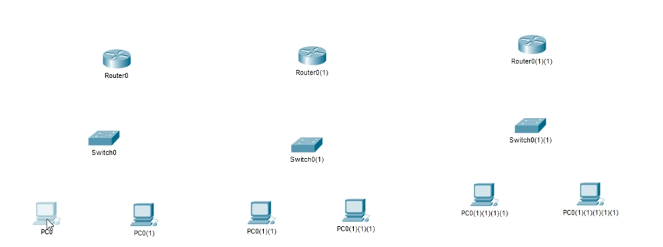 Router0
Router0(1)
Router0(1)(1)
Switch0
Switch0(1)
Switch0(1)(1)
PC0
PC0(1)
PC0(1)(1)
PC0(1)(1)(1)
PC0(1)(1)(1)(1)
PC0(1)(1)(1)(1)(1)